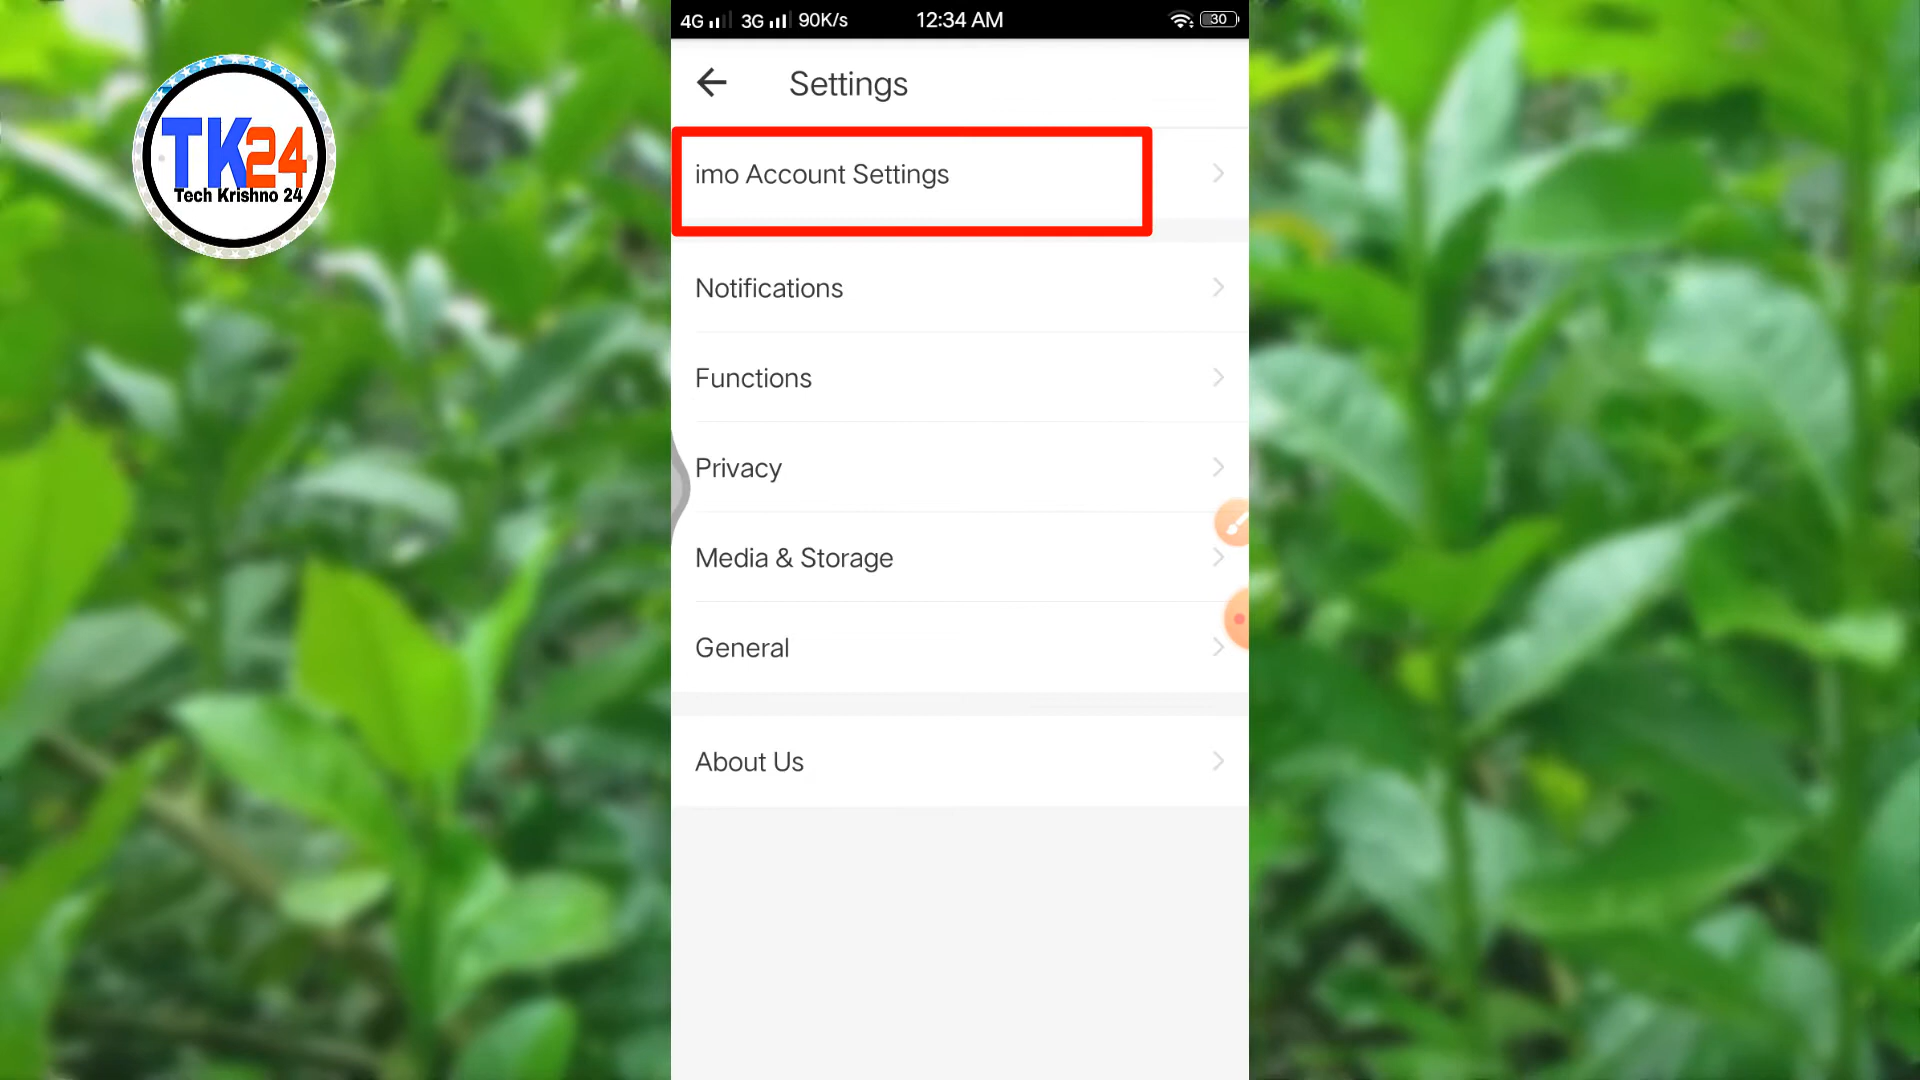 4G 3G 90K/s 12:34 AM 30
TK24
Tech Krishno 24
Settings
imo Account Settings
Notifications
Functions
Privacy
Media & Storage
General
About Us